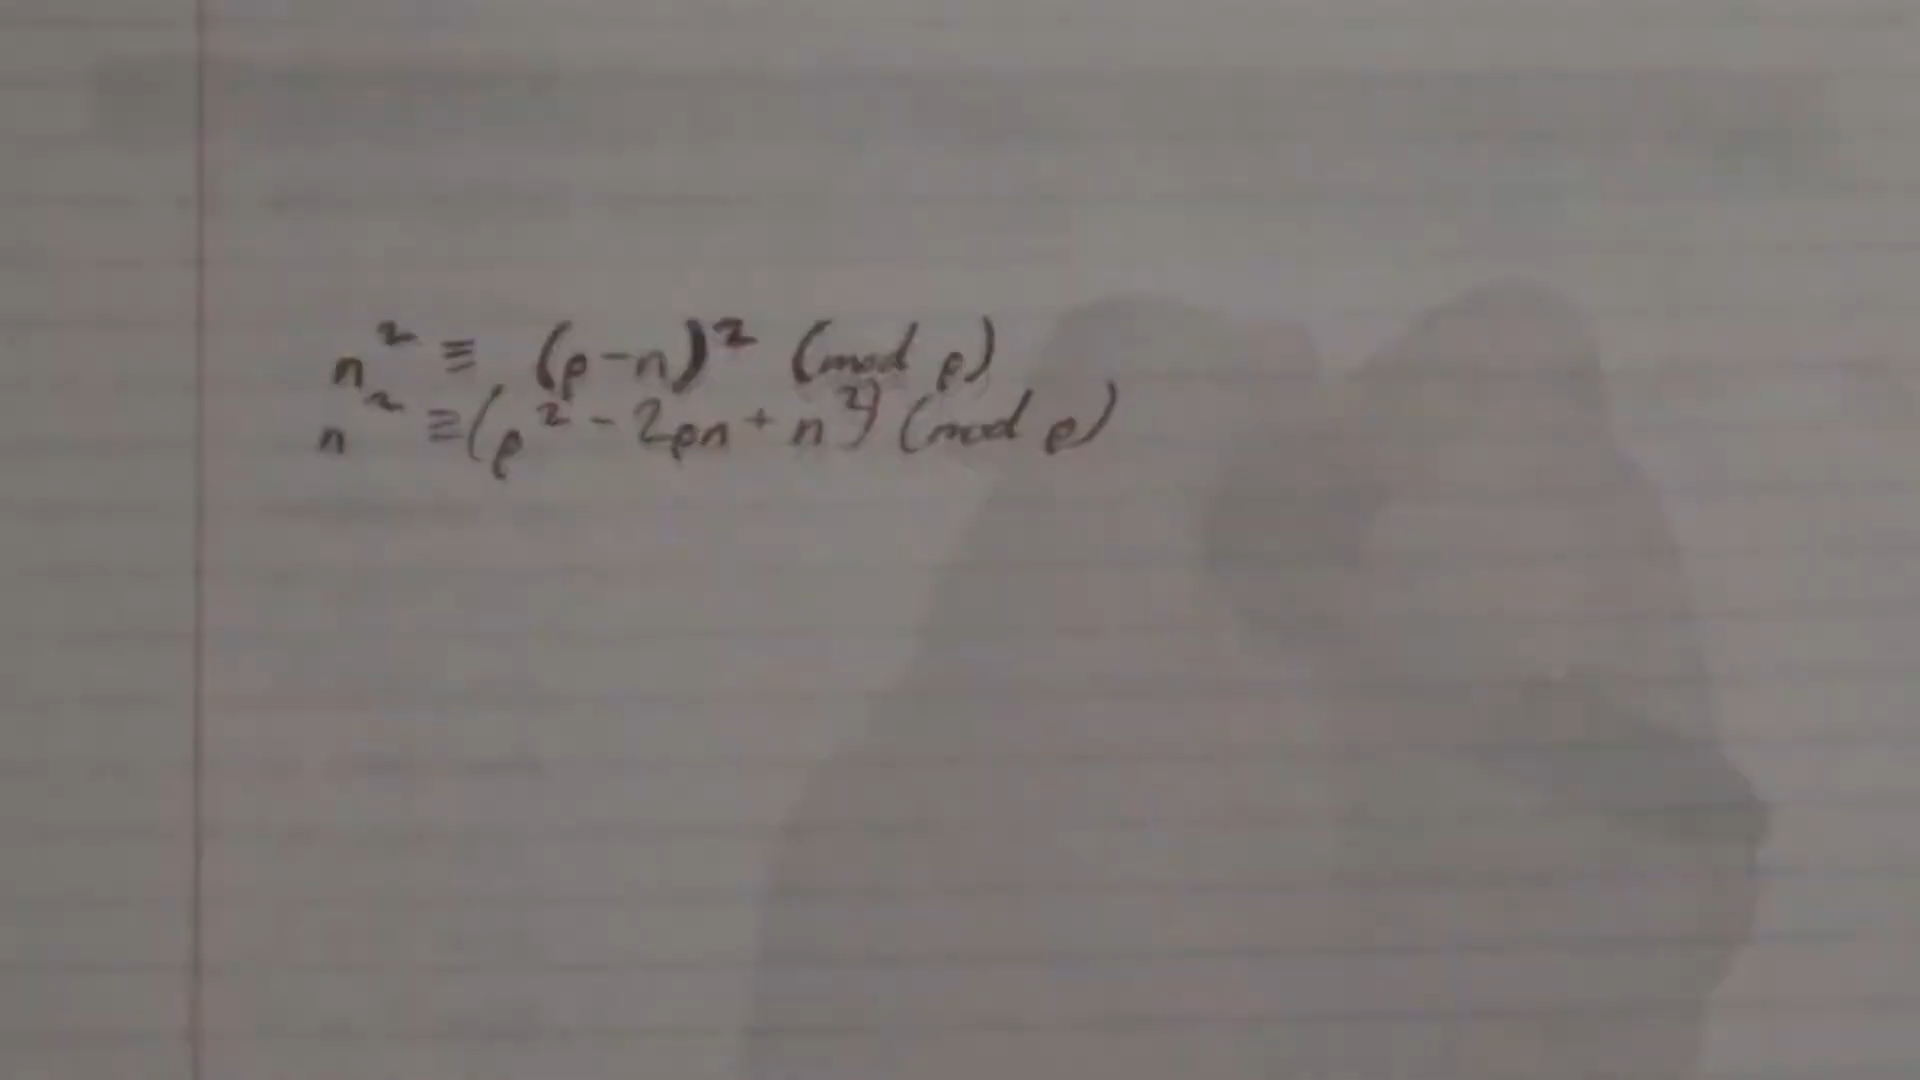 n² ≡ (p-n)² (mod p)
n² ≡ (p² - 2pn + n²) (mod p)